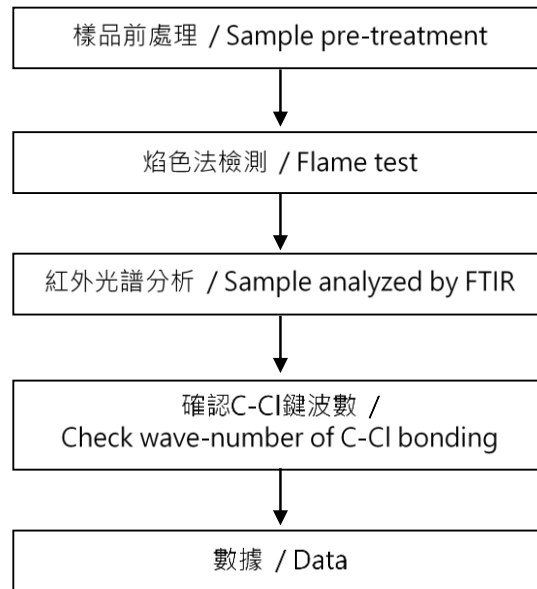 樣品前處理 / Sample pre-treatment
焰色法檢測 / Flame test
紅外光譜分析 / Sample analyzed by FTIR
確認C-Cl鍵波數 /
Check wave-number of C-Cl bonding
數據 / Data